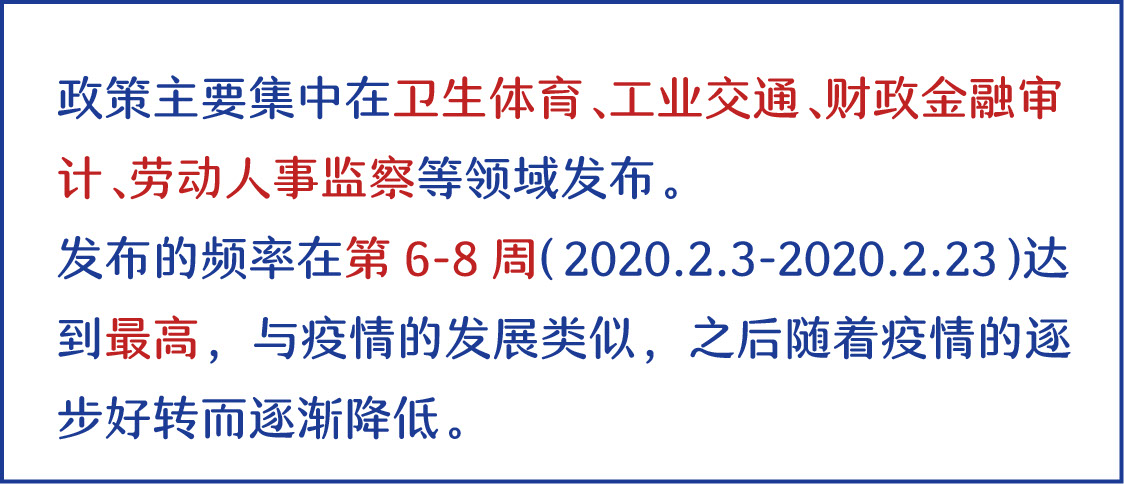 政策主要集中在卫生体育、工业交通、财政金融审
计、劳动人事监察等领域发布。
发布的频率在第 6-8 周(2020.2.3-2020.2.23)达
到最高，与疫情的发展类似，之后随着疫情的逐
步好转而逐渐降低。